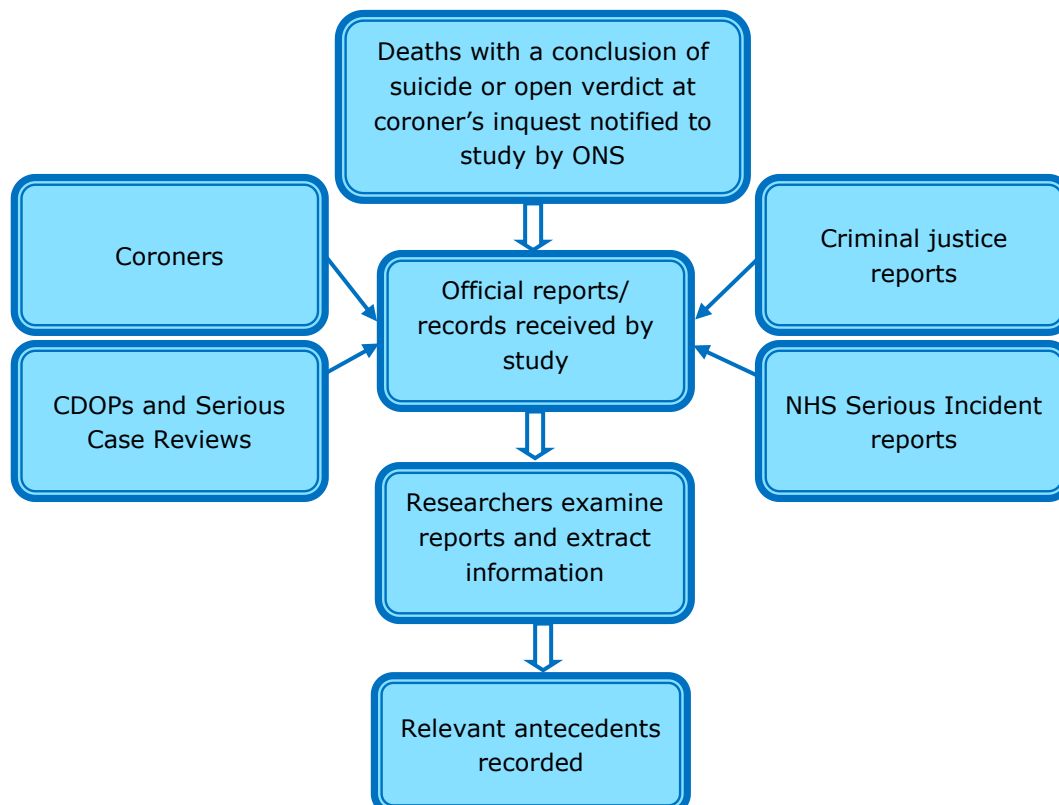 Deaths with a conclusion of
suicide or open verdict at
coroner’s inquest notified to
study by ONS
Coroners
Criminal justice
reports
Official reports/
records received by
study
CDOPs and Serious
Case Reviews
NHS Serious Incident
reports
Researchers examine
reports and extract
information
Relevant antecedents
recorded